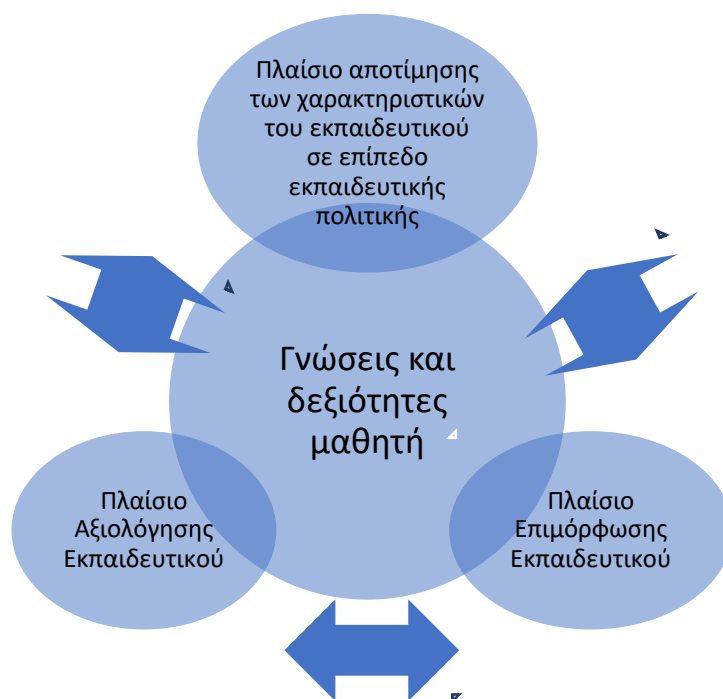 Πλαίσιο αποτίμησης
των χαρακτηριστικών
του εκπαιδευτικού
σε επίπεδο
εκπαιδευτικής
πολιτικής
Γνώσεις και
δεξιότητες
μαθητή
Πλαίσιο
Αξιολόγησης
Εκπαιδευτικού
Πλαίσιο
Επιμόρφωσης
Εκπαιδευτικού